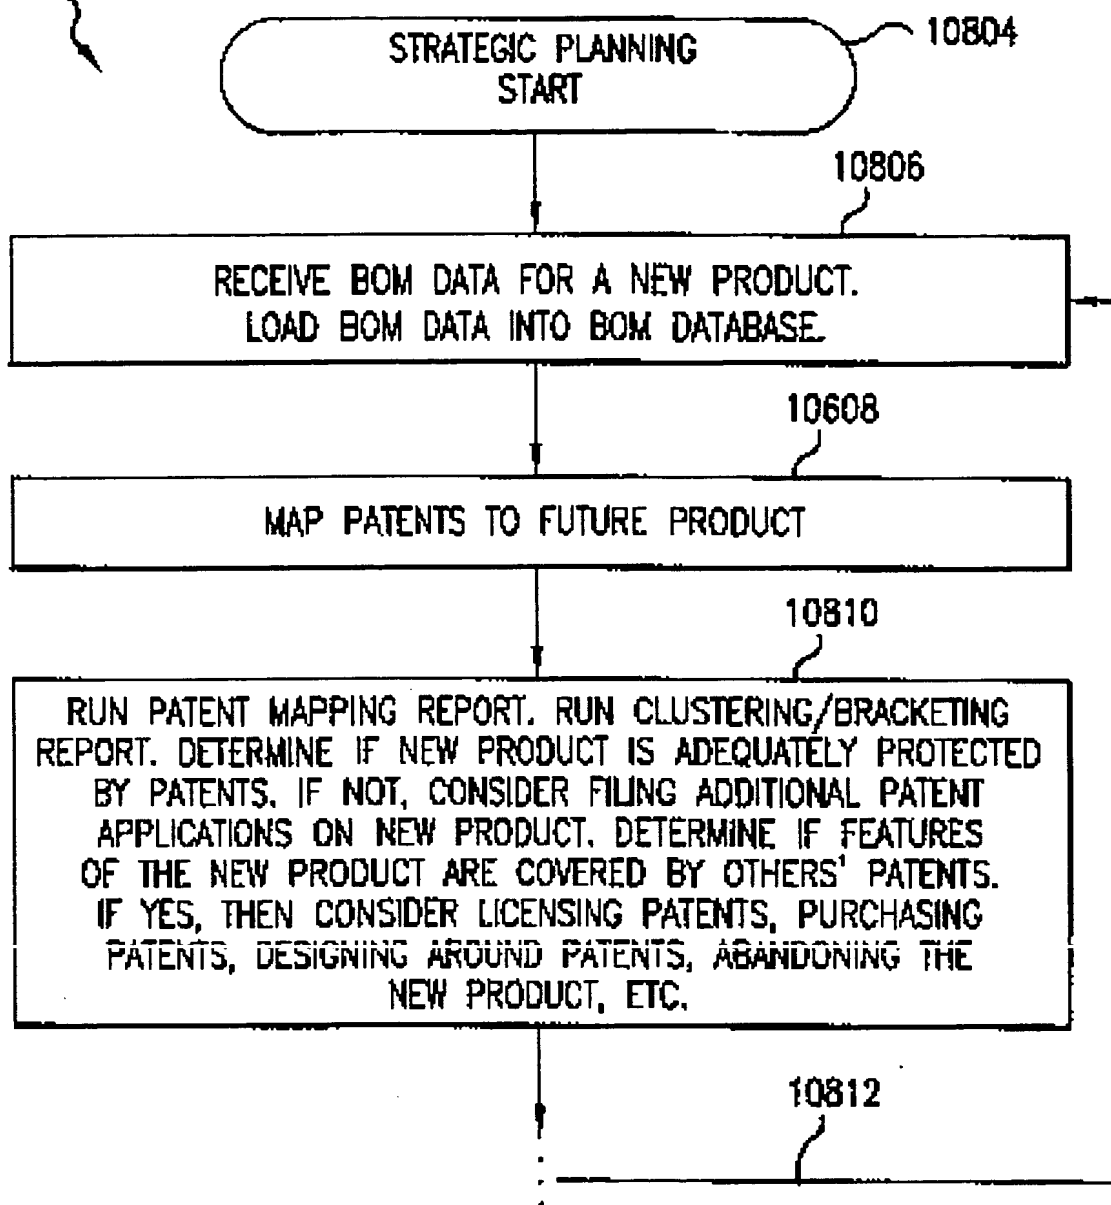 10804
STRATEGIC PLANNING
START
10806
RECEIVE BOM DATA FOR A NEW PRODUCT.
LOAD BOM DATA INTO BOM DATABASE.
10608
MAP PATENTS TO FUTURE PRODUCT
10810
RUN PATENT MAPPING REPORT. RUN CLUSTERING/BRACKETING
REPORT. DETERMINE IF NEW PRODUCT IS ADEQUATELY PROTECTED
BY PATENTS. IF NOT, CONSIDER FILING ADDITIONAL PATENT
APPLICATIONS ON NEW PRODUCT. DETERMINE IF FEATURES
OF THE NEW PRODUCT ARE COVERED BY OTHERS' PATENTS.
IF YES, THEN CONSIDER LICENSING PATENTS, PURCHASING
PATENTS, DESIGNING AROUND PATENTS, ABANDONING THE
NEW PRODUCT, ETC.
10812